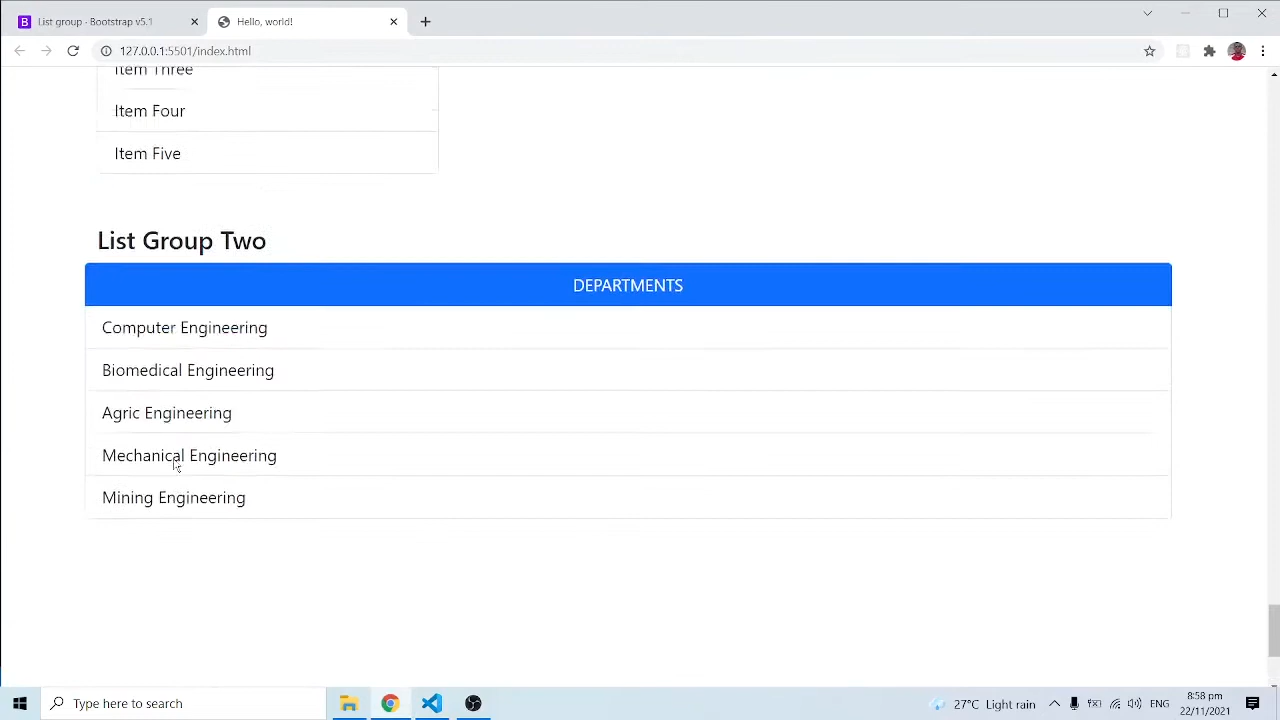 List group · Bootstrap v5.1
Hello, world!
127.0.0.1:5501/index.html
Item Three
Item Four
Item Five
List Group Two
DEPARTMENTS
Computer Engineering
Biomedical Engineering
Agric Engineering
Mechanical Engineering
Mining Engineering
Type here to search
27°C Light rain
ENG
8:58 pm
22/11/2021